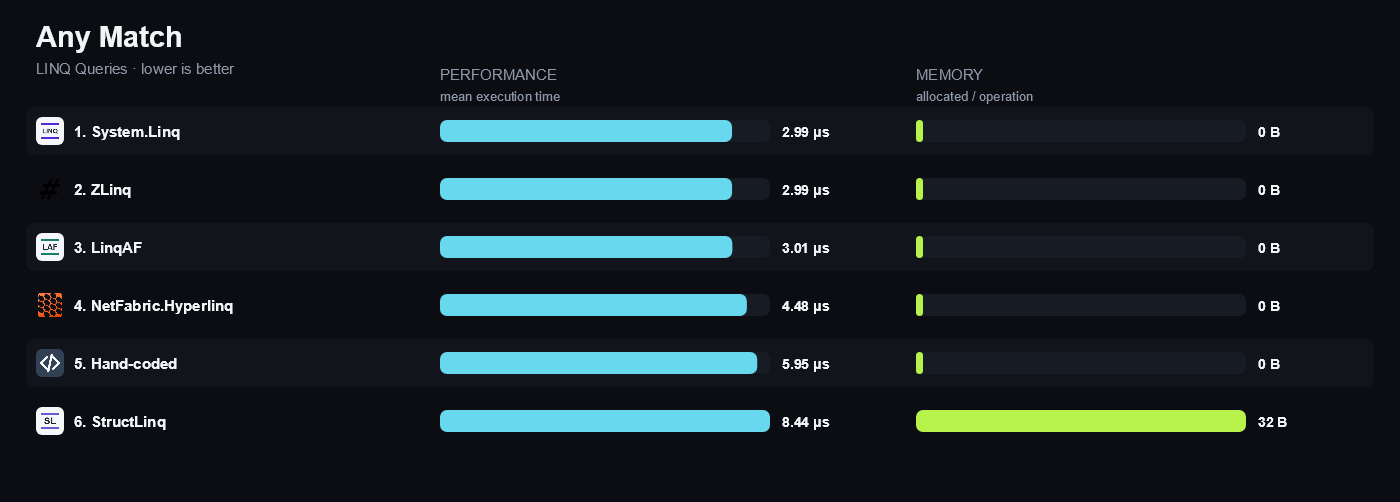 Any Match
LINQ Queries · lower is better
PERFORMANCE
mean execution time
MEMORY
allocated / operation
LINQ 1. System.Linq 2.99 µs 0 B
# 2. ZLinq 2.99 µs 0 B
LAF 3. LinqAF 3.01 µs 0 B
4. NetFabric.Hyperlinq 4.48 µs 0 B
</> 5. Hand-coded 5.95 µs 0 B
SL 6. StructLinq 8.44 µs 32 B